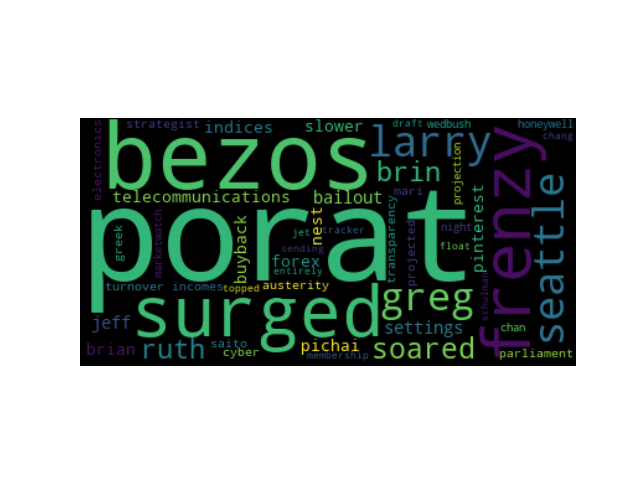 electronics
strategist
indices
slower
draft
wedbush
honeywell
chang
bezos
larry
brin
frenzy
projection
telecommunications
bailout
mari
seattle
pinterest
porat
greek
marketwatch
buyback
nest
jet
tracker
transparency
projected
night
float
sending
forex
entirely
turnover
incomes
topped
austerity
schulman
surged
greg
settings
chan
jeff
brian
ruth
saito
cyber
pichai
membership
soared
parliament